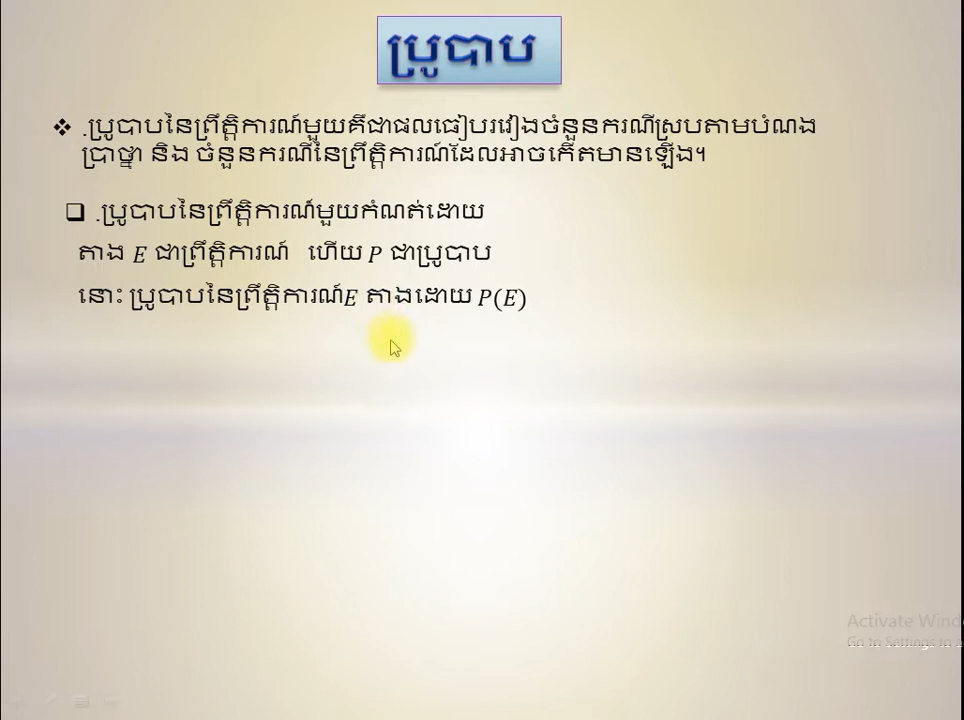 ប្រូបាប
❖ .ប្រូបាបនៃព្រឹត្តិការណ៍មួយគឺជាផលធៀបរវៀងចំនួនករណីស្របតាមបំណង
ប្រាថ្នា និង ចំនួនករណីនៃព្រឹត្តិការណ៍ដែលអាចកើតមានឡើង។
❑ .ប្រូបាបនៃព្រឹត្តិការណ៍មួយកំណត់ដោយ
តាង E ជាព្រឹត្តិការណ៍ ហើយ P ជាប្រូបាប
នោះ ប្រូបាបនៃព្រឹត្តិការណ៍E តាងដោយ P(E)
Activate Wind
Go to Settings to a